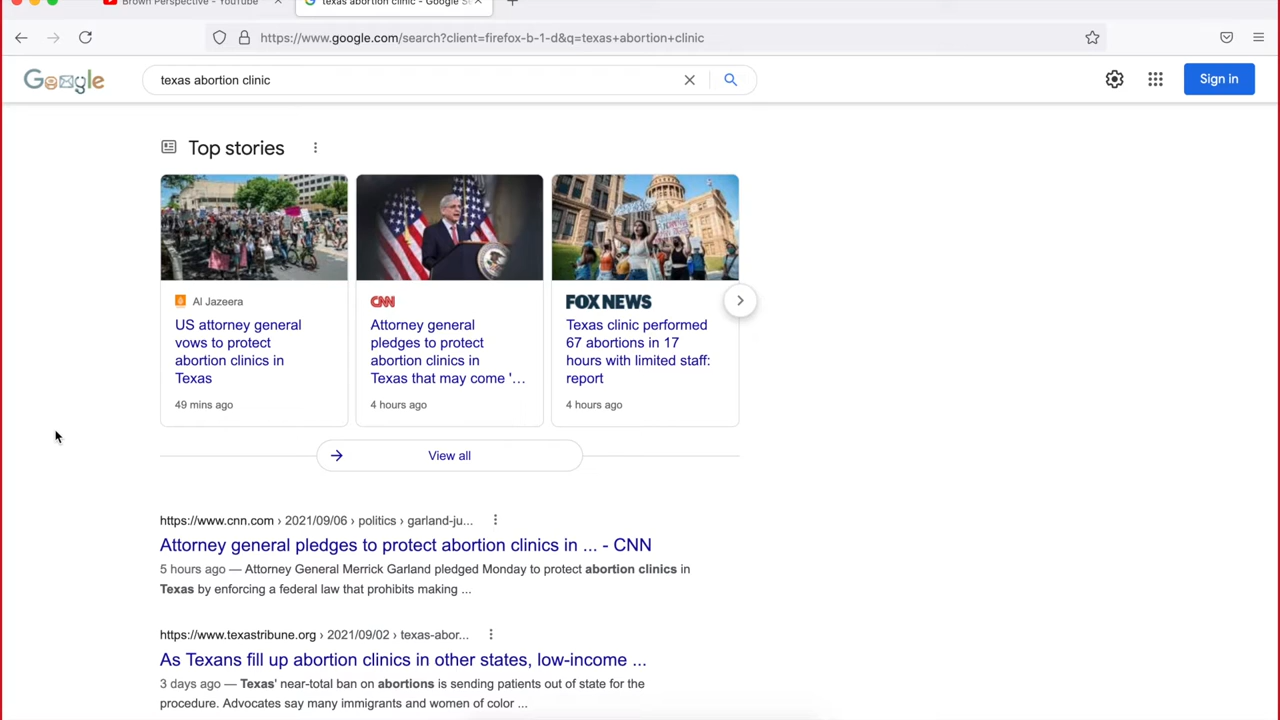 Brown Perspective - YouTube
texas abortion clinic - Google S
https://www.google.com/search?client=firefox-b-1-d&q=texas+abortion+clinic
Google
texas abortion clinic
Sign in
Top stories
Al Jazeera
US attorney general
vows to protect
abortion clinics in
Texas
49 mins ago
CNN
Attorney general
pledges to protect
abortion clinics in
Texas that may come '...
4 hours ago
FOX NEWS
Texas clinic performed
67 abortions in 17
hours with limited staff:
report
4 hours ago
View all
https://www.cnn.com › 2021/09/06 › politics › garland-ju...
Attorney general pledges to protect abortion clinics in ... - CNN
5 hours ago — Attorney General Merrick Garland pledged Monday to protect abortion clinics in
Texas by enforcing a federal law that prohibits making ...
https://www.texastribune.org › 2021/09/02 › texas-abor...
As Texans fill up abortion clinics in other states, low-income ...
3 days ago — Texas' near-total ban on abortions is sending patients out of state for the
procedure. Advocates say many immigrants and women of color ...